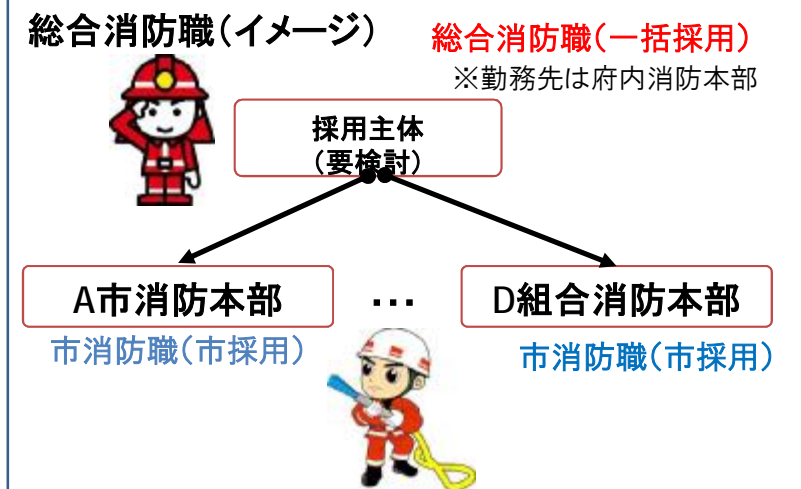 総合消防職(イメージ)
総合消防職(一括採用)
※勤務先は府内消防本部
採用主体
(要検討)
A市消防本部
…
D組合消防本部
市消防職(市採用)
市消防職(市採用)